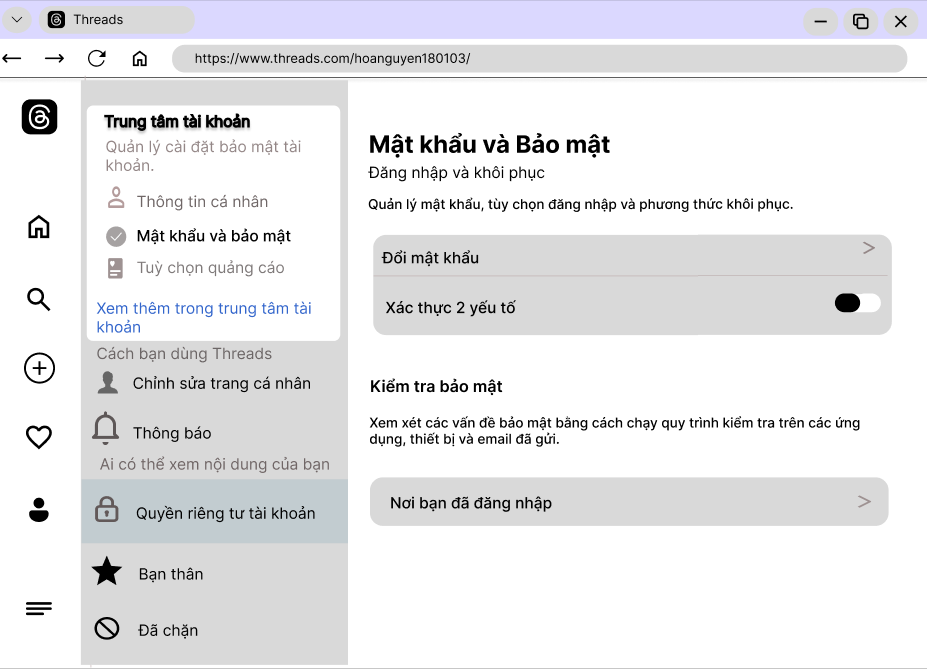 Threads
https://www.threads.com/hoanguyen180103/
Trung tâm tài khoản
Quản lý cài đặt bảo mật tài
khoản.
Thông tin cá nhân
Mật khẩu và bảo mật
Tuỳ chọn quảng cáo
Xem thêm trong trung tâm tài
khoản
Cách bạn dùng Threads
Chỉnh sửa trang cá nhân
Thông báo
Ai có thể xem nội dung của bạn
Quyền riêng tư tài khoản
Bạn thân
Đã chặn
Mật khẩu và Bảo mật
Đăng nhập và khôi phục
Quản lý mật khẩu, tùy chọn đăng nhập và phương thức khôi phục.
Đổi mật khẩu
Xác thực 2 yếu tố
Kiểm tra bảo mật
Xem xét các vấn đề bảo mật bằng cách chạy quy trình kiểm tra trên các ứng
dụng, thiết bị và email đã gửi.
Nơi bạn đã đăng nhập